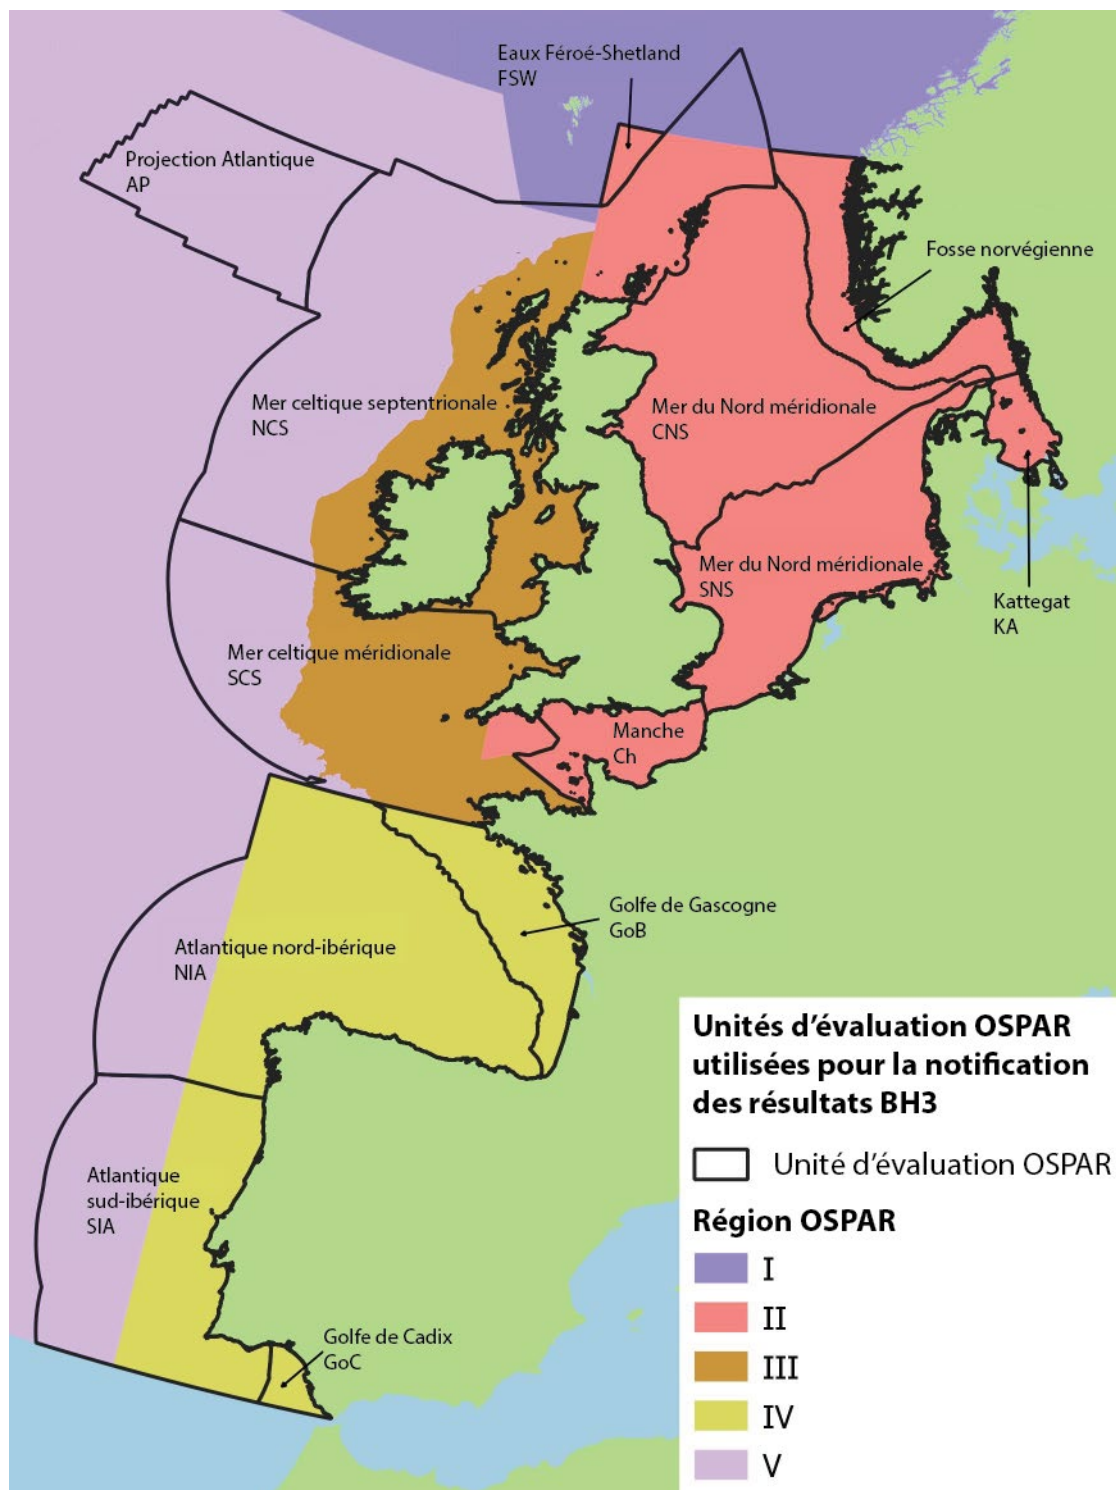 Eaux Féroé-Shetland
FSW
Projection Atlantique
AP
Fosse norvégienne
Mer celtique septentrionale
NCS
Mer du Nord méridionale
CNS
Mer du Nord méridionale
SNS
Kattegat
KA
Mer celtique méridionale
SCS
Manche
Ch
Golfe de Gascogne
GoB
Atlantique nord-ibérique
NIA
Atlantique
sud-ibérique
SIA
Golfe de Cadix
GoC
Unités d’évaluation OSPAR
utilisées pour la notification
des résultats BH3
Unité d’évaluation OSPAR
Région OSPAR
I
II
III
IV
V